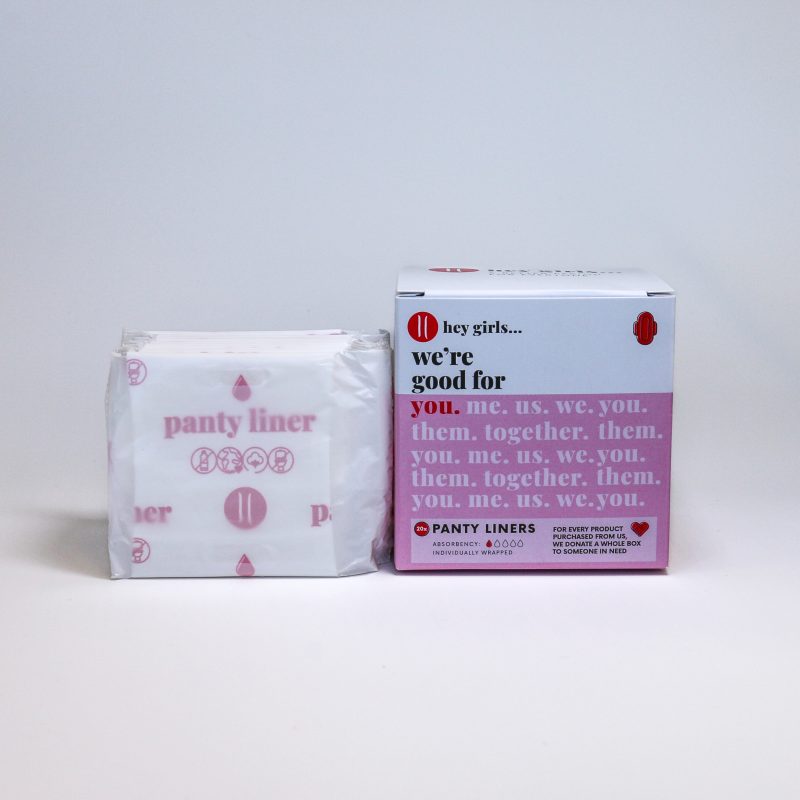 panty liner
ner
p
hey girls...
hey girls...
we're
good for
you. me. us. we. you.
them. together. them.
you. me. us. we. you.
them. together. them.
you. me. us. we. you.
20x PANTY LINERS
ABSORBENCY:
INDIVIDUALLY WRAPPED
FOR EVERY PRODUCT
PURCHASED FROM US,
WE DONATE A WHOLE BOX
TO SOMEONE IN NEED